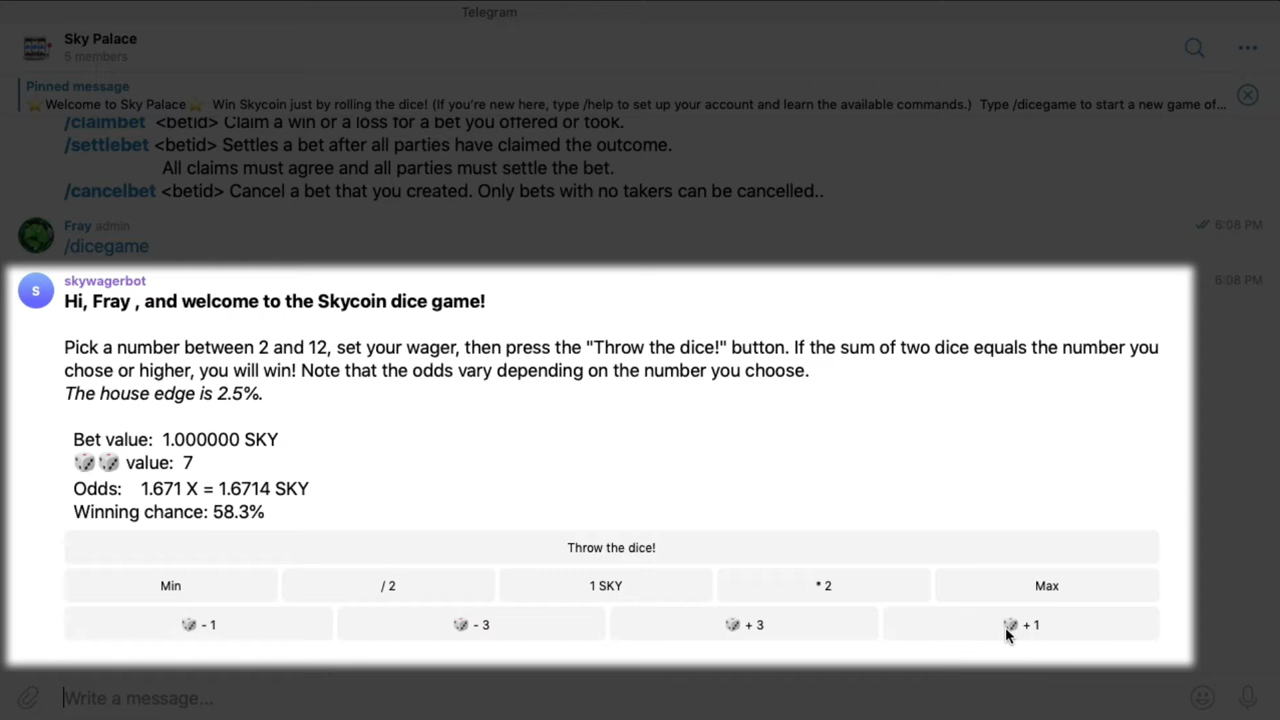 Telegram
Sky Palace
5 members
Pinned message
Welcome to Sky Palace Win Skycoin just by rolling the dice! (If you're new here, type /help to set up your account and learn the available commands.) Type /dicegame to start a new game of...
/claimbet <betid> Claim a win or a loss for a bet you offered or took.
/settlebet <betid> Settles a bet after all parties have claimed the outcome.
All claims must agree and all parties must settle the bet.
/cancelbet <betid> Cancel a bet that you created. Only bets with no takers can be cancelled..
Fray admin 6:08 PM
/dicegame
S
skywagerbot 6:08 PM
Hi, Fray , and welcome to the Skycoin dice game!
Pick a number between 2 and 12, set your wager, then press the "Throw the dice!" button. If the sum of two dice equals the number you
chose or higher, you will win! Note that the odds vary depending on the number you choose.
The house edge is 2.5%.
Bet value: 1.000000 SKY
🎲🎲 value: 7
Odds: 1.671 X = 1.6714 SKY
Winning chance: 58.3%
Throw the dice!
Min / 2 1 SKY * 2 Max
🎲 - 1 🎲 - 3 🎲 + 3 🎲 + 1
Write a message...